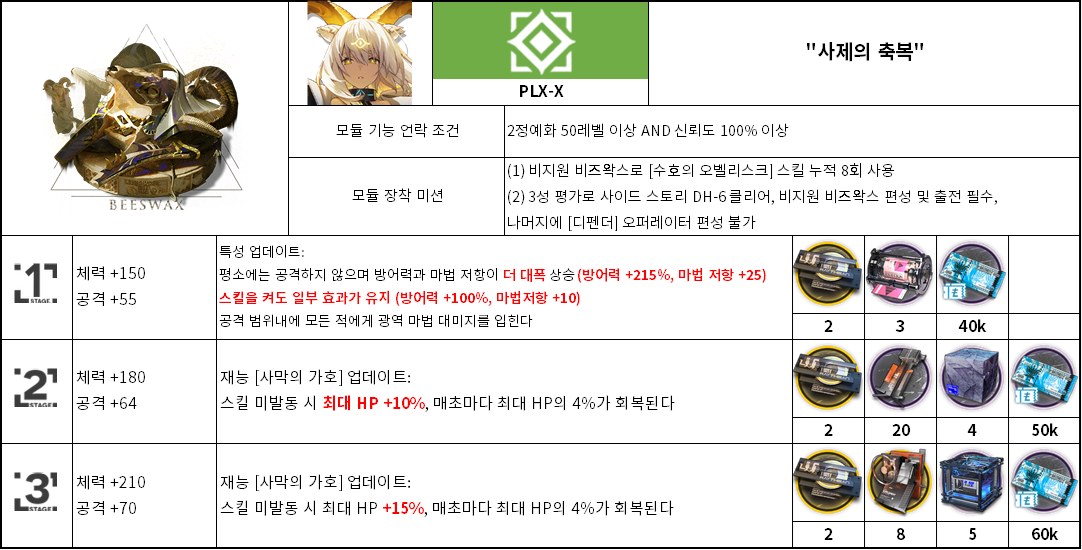 BEESWAX
PLX-X
"사제의 축복"
모듈 기능 언락 조건
2정예화 50레벨 이상 AND 신뢰도 100% 이상
모듈 장착 미션
(1) 비지원 비즈왁스로 [수호의 오벨리스크] 스킬 누적 8회 사용
(2) 3성 평가로 사이드 스토리 DH-6 클리어, 비지원 비즈왁스 편성 및 출전 필수,
나머지에 [디펜더] 오퍼레이터 편성 불가
1
STAGE
체력 +150
공격 +55
특성 업데이트:
평소에는 공격하지 않으며 방어력과 마법 저항이 더 대폭 상승 (방어력 +215%, 마법 저항 +25)
스킬을 켜도 일부 효과가 유지 (방어력 +100%, 마법저항 +10)
공격 범위내에 모든 적에게 광역 마법 대미지를 입힌다
2
3
40k
2
STAGE
체력 +180
공격 +64
재능 [사막의 가호] 업데이트:
스킬 미발동 시 최대 HP +10%, 매초마다 최대 HP의 4%가 회복된다
2
20
4
50k
3
STAGE
체력 +210
공격 +70
재능 [사막의 가호] 업데이트:
스킬 미발동 시 최대 HP +15%, 매초마다 최대 HP의 4%가 회복된다
2
8
5
60k